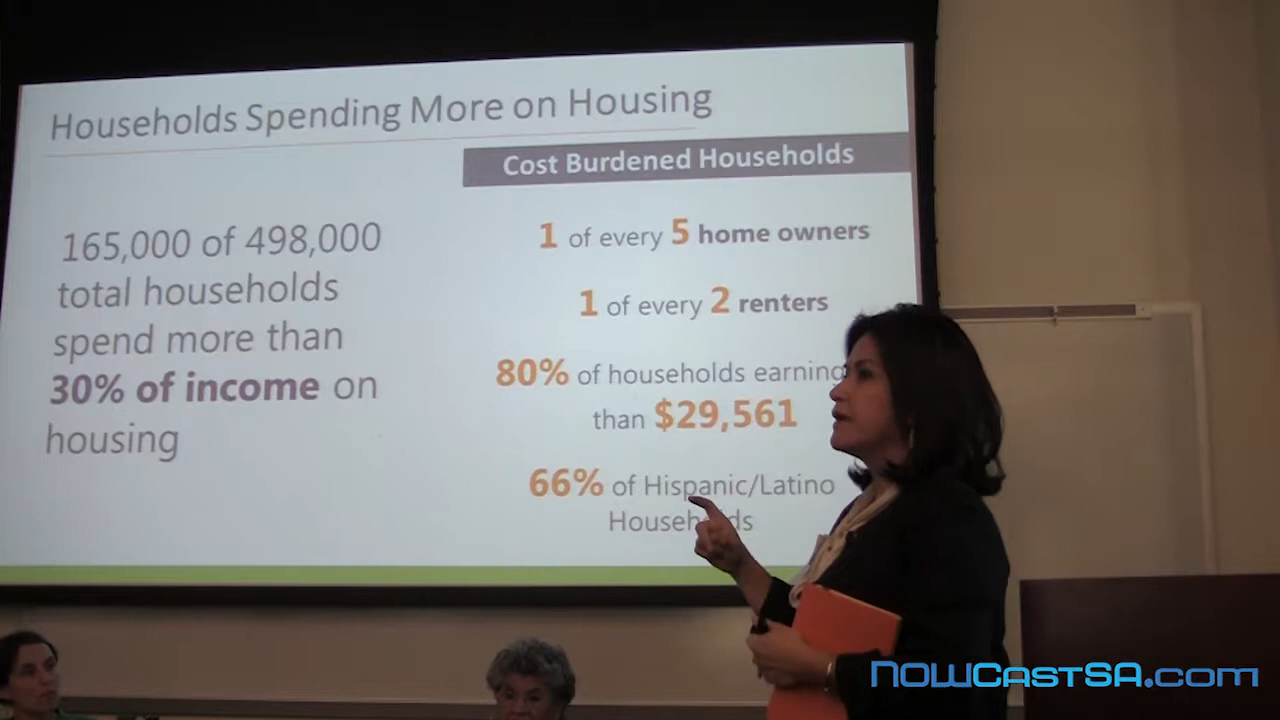 Households Spending More on Housing
165,000 of 498,000
total households
spend more than
30% of income on
housing
Cost Burdened Households
1 of every 5 home owners
1 of every 2 renters
80% of households earning
than $29,561
66% of Hispanic/Latino
Households
NOWCASTSA.com